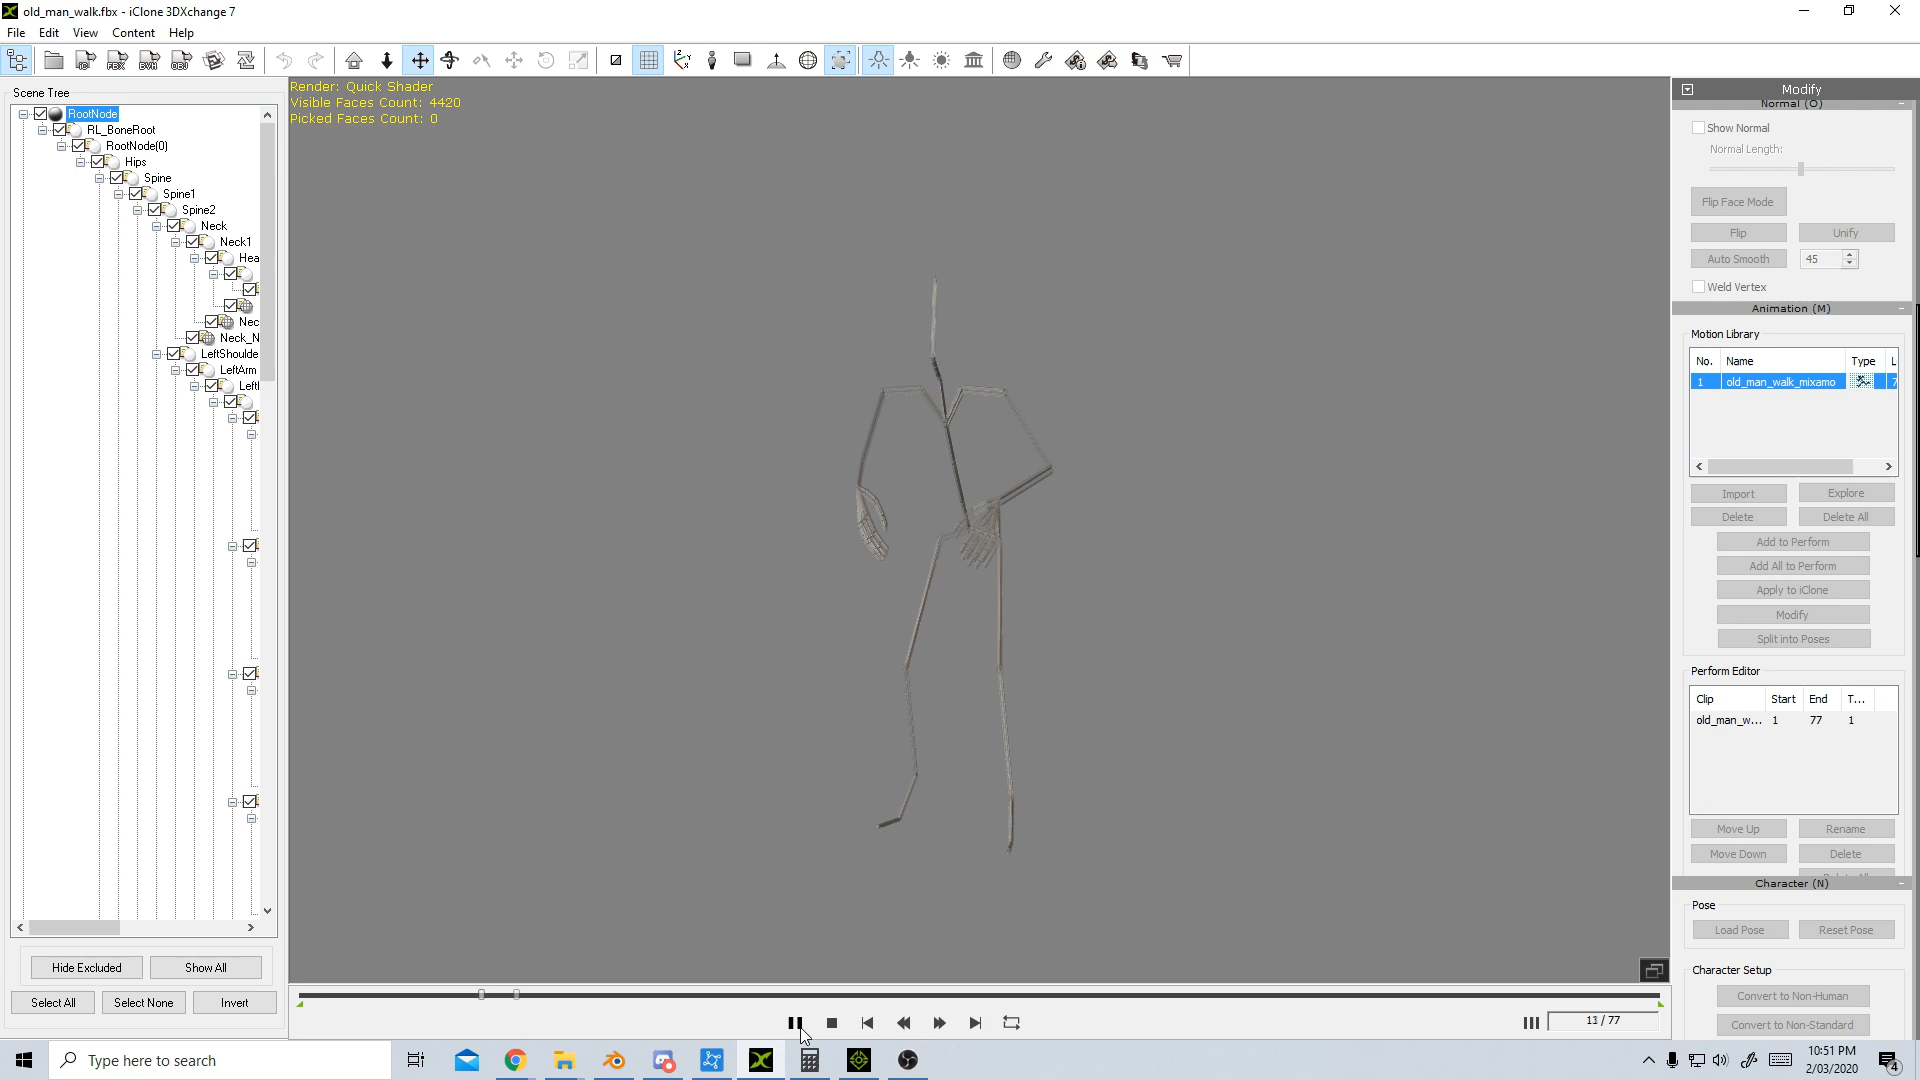 old_man_walk.fbx - iClone 3DXchange 7
File Edit View Content Help
Scene Tree
RootNode
RL_BoneRoot
RootNode(0)
Hips
Spine
Spine1
Spine2
Neck
Neck1
Hea
Nec
Neck_N
LeftShoulde
LeftArm
Left
Hide Excluded Show All
Select All Select None Invert
Render: Quick Shader
Visible Faces Count: 4420
Picked Faces Count: 0
13 / 77
Modify
Normal (O)
Show Normal
Normal Length:
Flip Face Mode
Flip Unify
Auto Smooth 45
Weld Vertex
Animation (M)
Motion Library
No. Name Type L
1 old_man_walk_mixamo 7
Import Explore
Delete Delete All
Add to Perform
Add All to Perform
Apply to iClone
Modify
Split into Poses
Perform Editor
Clip Start End T...
old_man_w... 1 77 1
Move Up Rename
Move Down Delete
Character (N)
Pose
Load Pose Reset Pose
Character Setup
Convert to Non-Human
Convert to Non-Standard
Type here to search
10:51 PM
2/03/2020
4